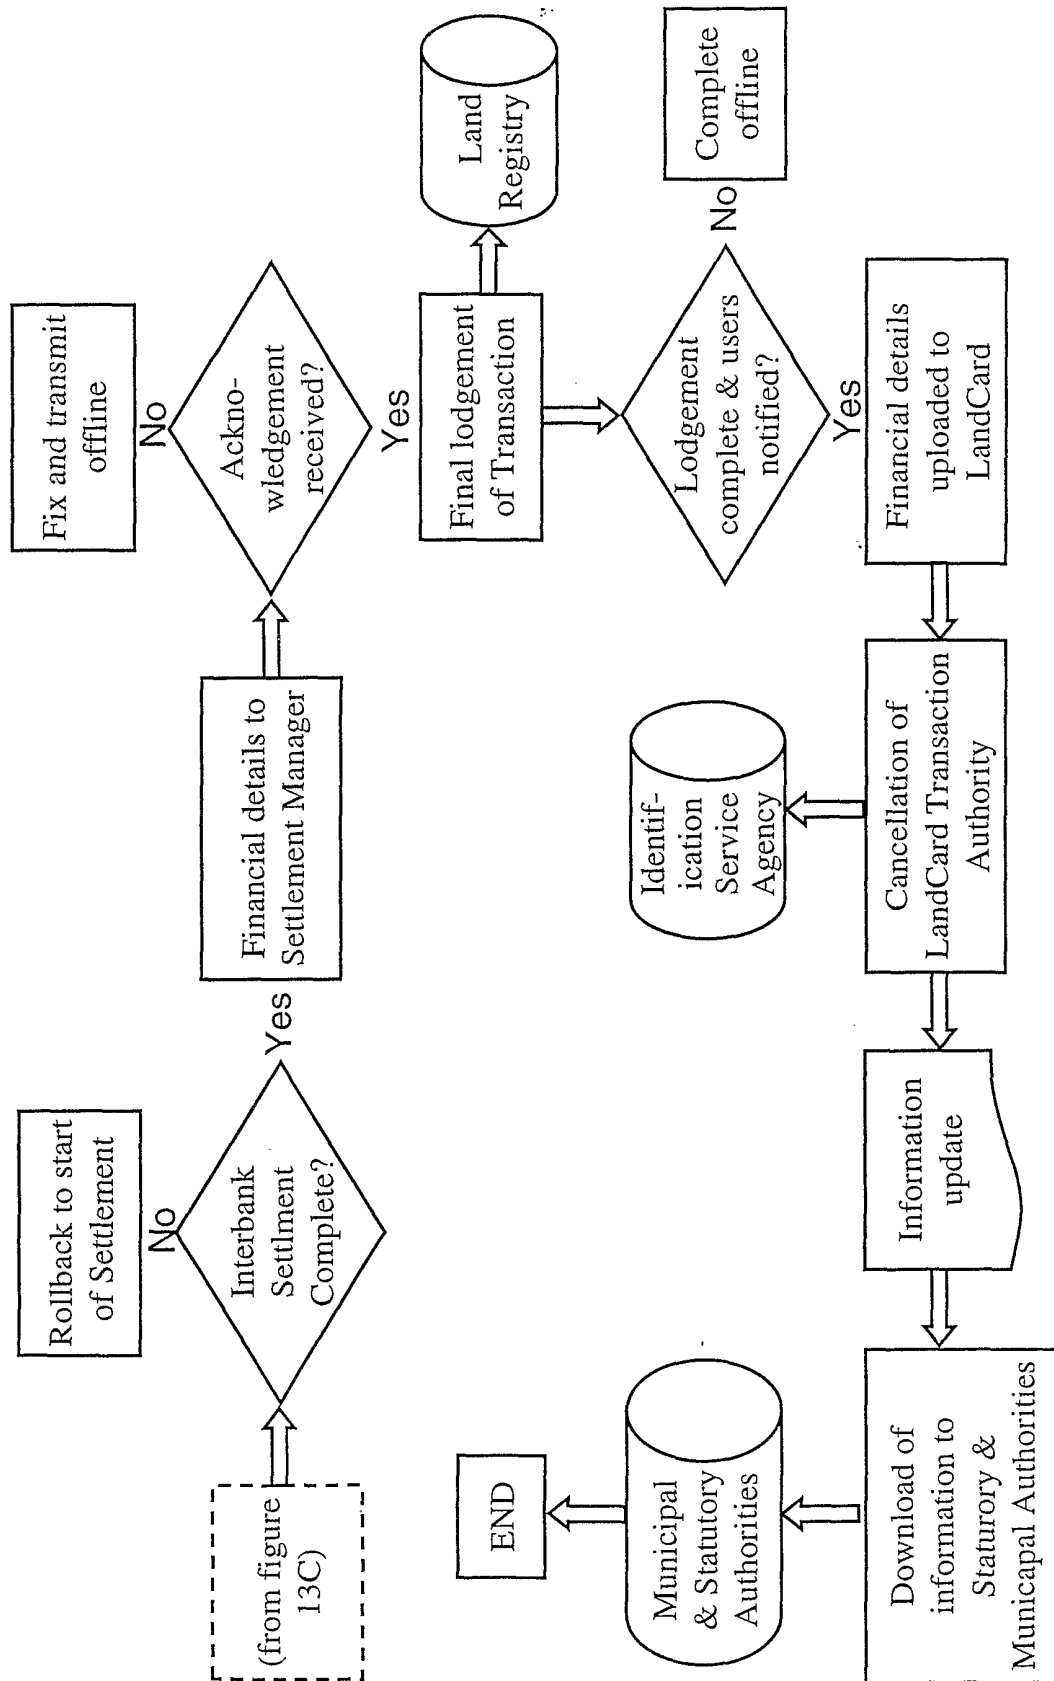 (from figure
13C)
Rollback to start
of Settlement
No
Interbank
Settlment
Complete?
Yes
Financial details to
Settlement Manager
Fix and transmit
offline
No
Ackno-
wledgement
received?
Yes
Final lodgement
of Transaction
Land
Registry
Lodgement
complete & users
notified?
No
Complete
offline
Yes
Financial details
uploaded to
LandCard
Cancellation of
LandCard Transaction
Authority
Identif-
ication
Service
Agency
Information
update
Download of
information to
Staturory &
Municapal Authorities
Municipal
& Statutory
Authorities
END